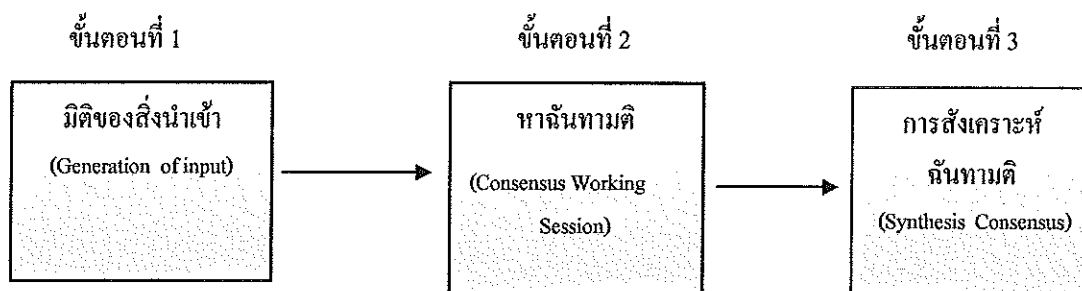 ขั้นตอนที่ 1
มิติของสิ่งนำเข้า
(Generation of input)
ขั้นตอนที่ 2
หาฉันทามติ
(Consensus Working
Session)
ขั้นตอนที่ 3
การสังเคราะห์
ฉันทามติ
(Synthesis Consensus)